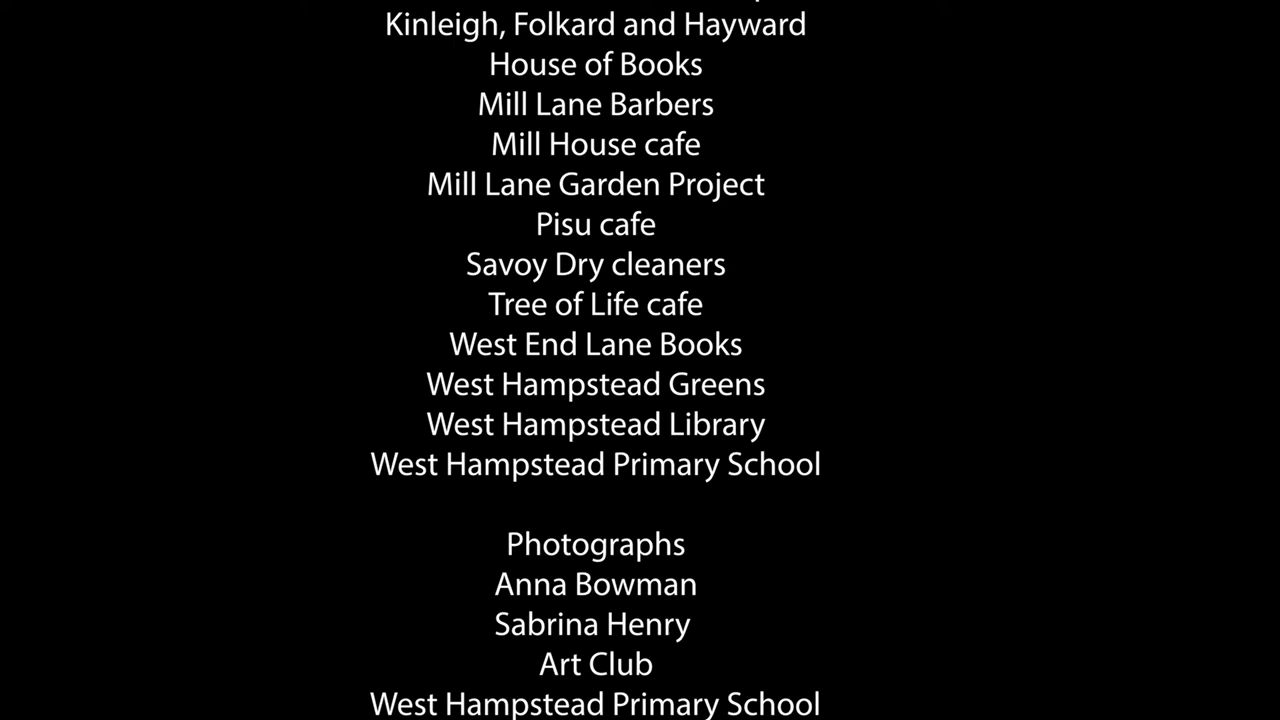 Kinleigh, Folkard and Hayward
House of Books
Mill Lane Barbers
Mill House cafe
Mill Lane Garden Project
Pisu cafe
Savoy Dry cleaners
Tree of Life cafe
West End Lane Books
West Hampstead Greens
West Hampstead Library
West Hampstead Primary School
Photographs
Anna Bowman
Sabrina Henry
Art Club
West Hampstead Primary School